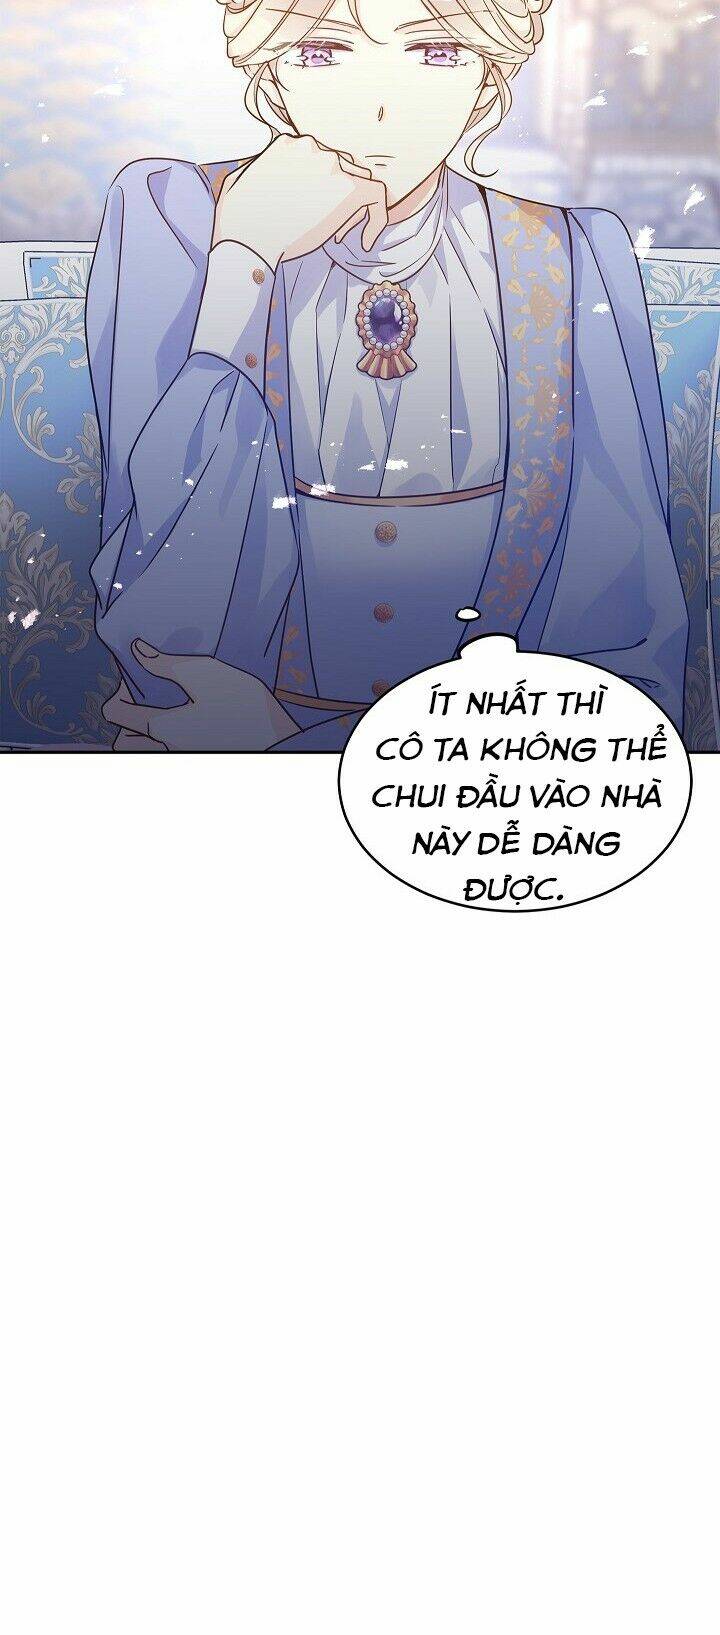 ÍT NHẤT THÌ
CÔ TA KHÔNG THỂ
CHUI ĐẦU VÀO NHÀ
NÀY DỄ DÀNG
ĐƯỢC.